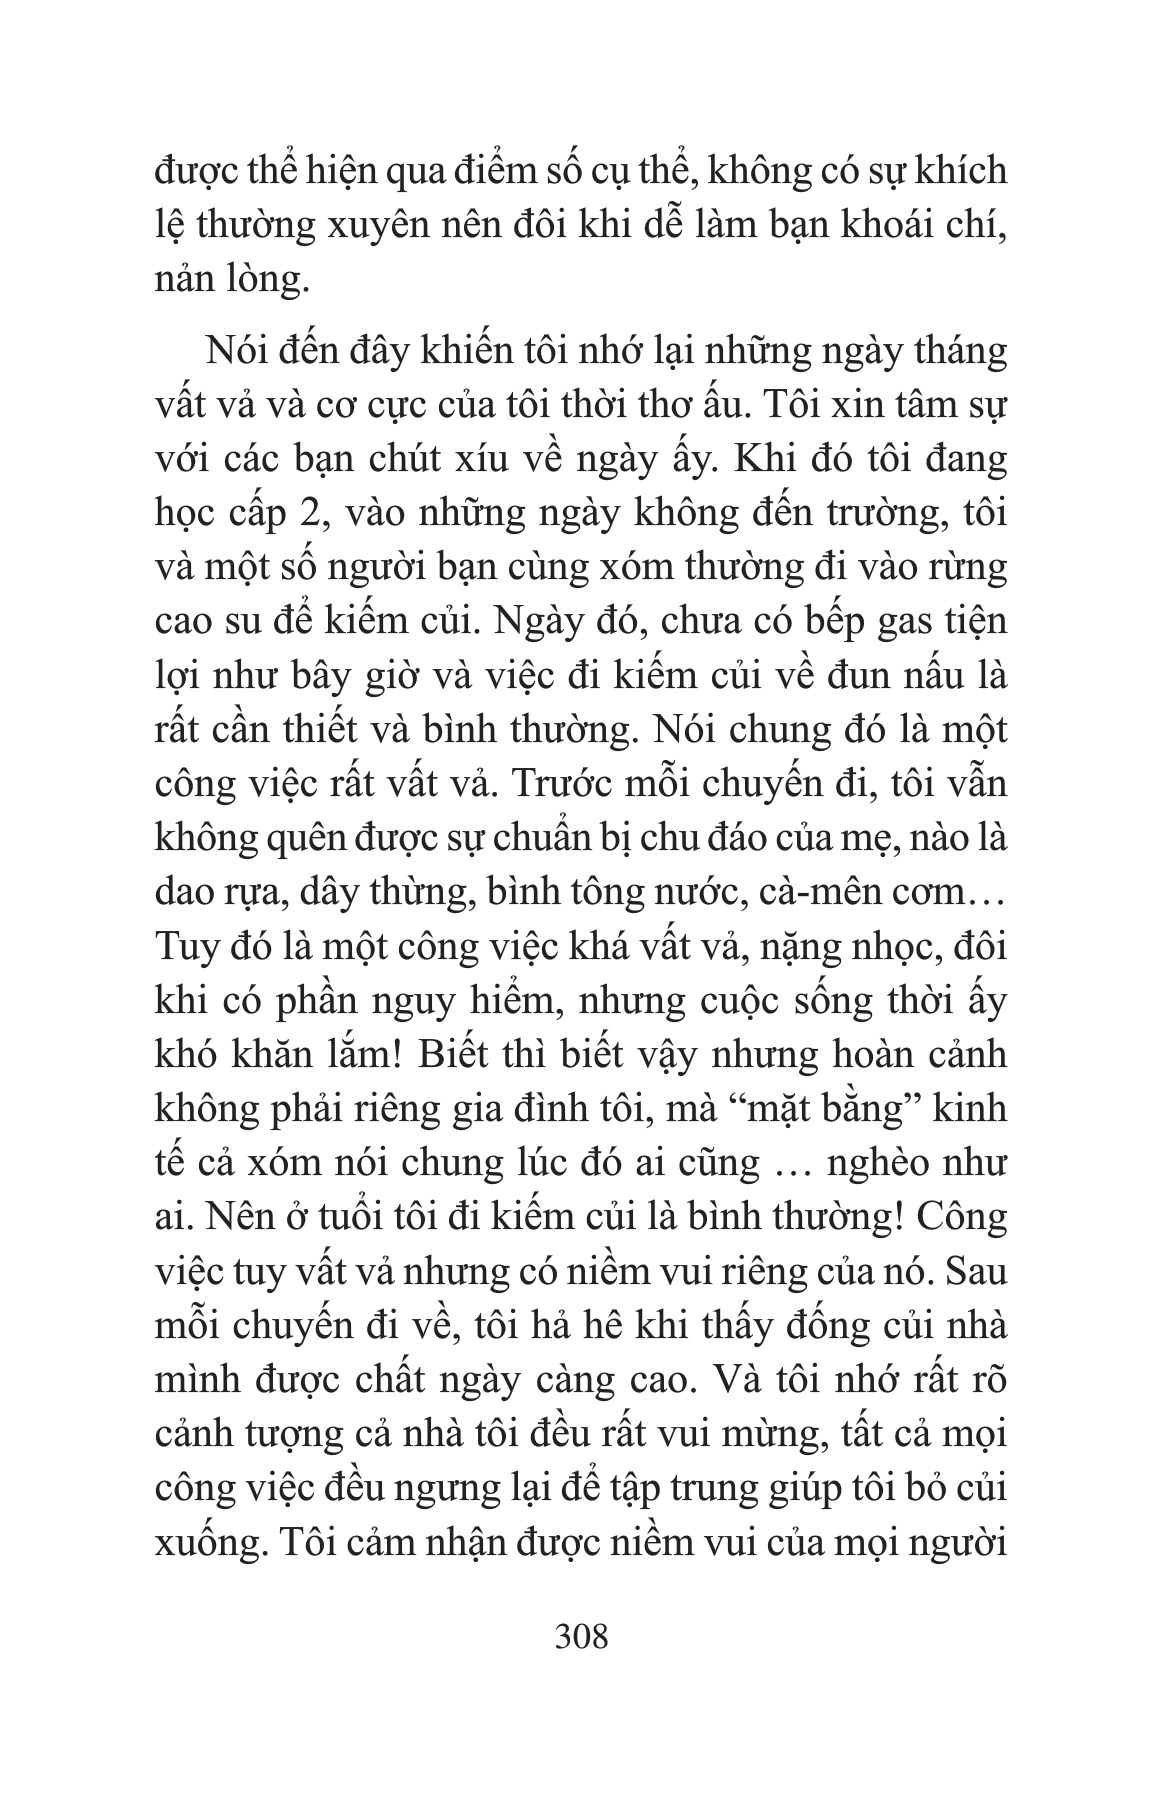 được thể hiện qua điểm số cụ thể, không có sự khích
lệ thường xuyên nên đôi khi dễ làm bạn khoái chí,
nản lòng.
Nói đến đây khiến tôi nhớ lại những ngày tháng
vất vả và cơ cực của tôi thời thơ ấu. Tôi xin tâm sự
với các bạn chút xíu về ngày ấy. Khi đó tôi đang
học cấp 2, vào những ngày không đến trường, tôi
và một số người bạn cùng xóm thường đi vào rừng
cao su để kiếm củi. Ngày đó, chưa có bếp gas tiện
lợi như bây giờ và việc đi kiếm củi về đun nấu là
rất cần thiết và bình thường. Nói chung đó là một
công việc rất vất vả. Trước mỗi chuyến đi, tôi vẫn
không quên được sự chuẩn bị chu đáo của mẹ, nào là
dao rựa, dây thừng, bình tông nước, cà-mên cơm…
Tuy đó là một công việc khá vất vả, nặng nhọc, đôi
khi có phần nguy hiểm, nhưng cuộc sống thời ấy
khó khăn lắm! Biết thì biết vậy nhưng hoàn cảnh
không phải riêng gia đình tôi, mà “mặt bằng” kinh
tế cả xóm nói chung lúc đó ai cũng … nghèo như
ai. Nên ở tuổi tôi đi kiếm củi là bình thường! Công
việc tuy vất vả nhưng có niềm vui riêng của nó. Sau
mỗi chuyến đi về, tôi hả hê khi thấy đống củi nhà
mình được chất ngày càng cao. Và tôi nhớ rất rõ
cảnh tượng cả nhà tôi đều rất vui mừng, tất cả mọi
công việc đều ngưng lại để tập trung giúp tôi bỏ củi
xuống. Tôi cảm nhận được niềm vui của mọi người
308